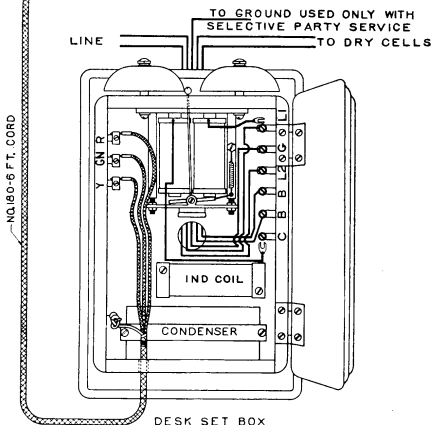 TO GROUND USED ONLY WITH
SELECTIVE PARTY SERVICE
LINE
TO DRY CELLS
NO.180-6 FT. CORD
R
GN
Y
L1
G
L2
B
B
C
IND COIL
CONDENSER
DESK SET BOX